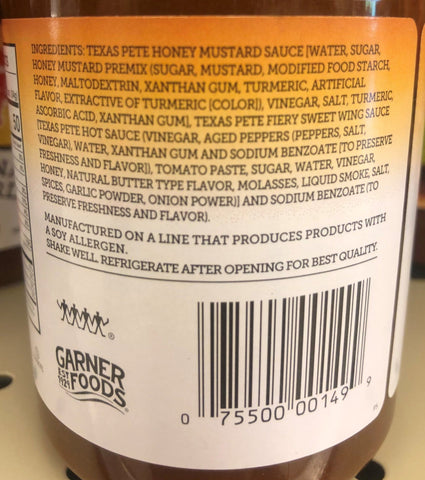 INGREDIENTS: TEXAS PETE HONEY MUSTARD SAUCE [WATER, SUGAR,
HONEY MUSTARD PREMIX (SUGAR, MUSTARD, MODIFIED FOOD STARCH,
HONEY, MALTODEXTRIN, XANTHAN GUM, TURMERIC, ARTIFICIAL
FLAVOR, EXTRACTIVE OF TURMERIC [COLOR]), VINEGAR, SALT, TURMERIC,
ASCORBIC ACID, XANTHAN GUM], TEXAS PETE FIERY SWEET WING SAUCE
[TEXAS PETE HOT SAUCE (VINEGAR, AGED PEPPERS (PEPPERS, SALT,
VINEGAR), WATER, XANTHAN GUM AND SODIUM BENZOATE [TO PRESERVE
FRESHNESS AND FLAVOR]), TOMATO PASTE, SUGAR, WATER, VINEGAR,
HONEY, NATURAL BUTTER TYPE FLAVOR, MOLASSES, LIQUID SMOKE, SALT,
SPICES, GARLIC POWDER, ONION POWER)] AND SODIUM BENZOATE (TO
PRESERVE FRESHNESS AND FLAVOR).
MANUFACTURED ON A LINE THAT PRODUCES PRODUCTS WITH
A SOY ALLERGEN.
SHAKE WELL. REFRIGERATE AFTER OPENING FOR BEST QUALITY.
®
GARNER
EST 1929 FOODS®
0 75500 00149 9
50